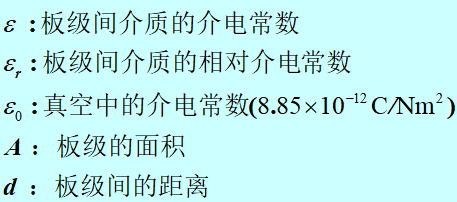 ε :板级间介质的介电常数
εr :板级间介质的相对介电常数
ε0 :真空中的介电常数(8.85×10⁻¹² C/Nm²)
A ： 板级的面积
d ： 板级间的距离